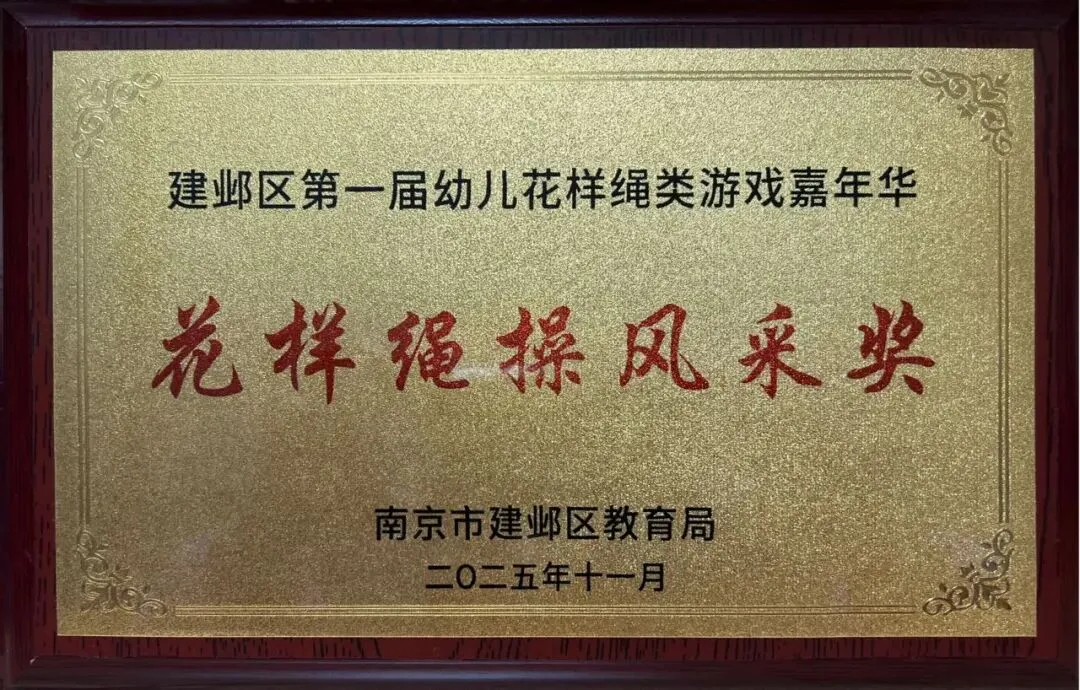 建邺区第一届幼儿花样绳类游戏嘉年华
花样绳操风采奖
南京市建邺区教育局
二〇二五年十一月